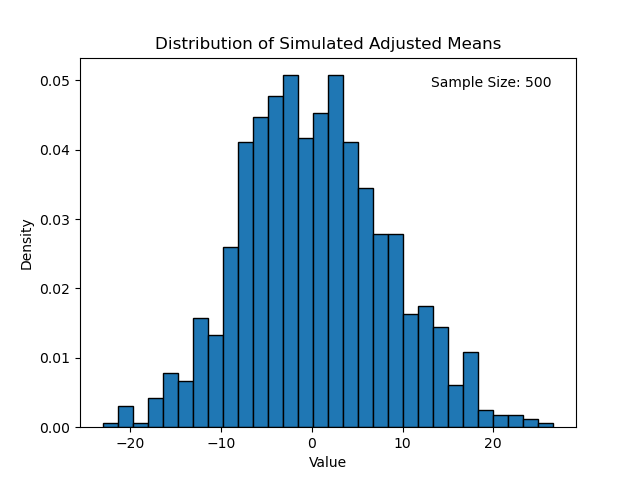 Distribution of Simulated Adjusted Means
Sample Size: 500
0.05
0.04
0.03
0.02
0.01
0.00
Density
−20
−10
0
10
20
Value